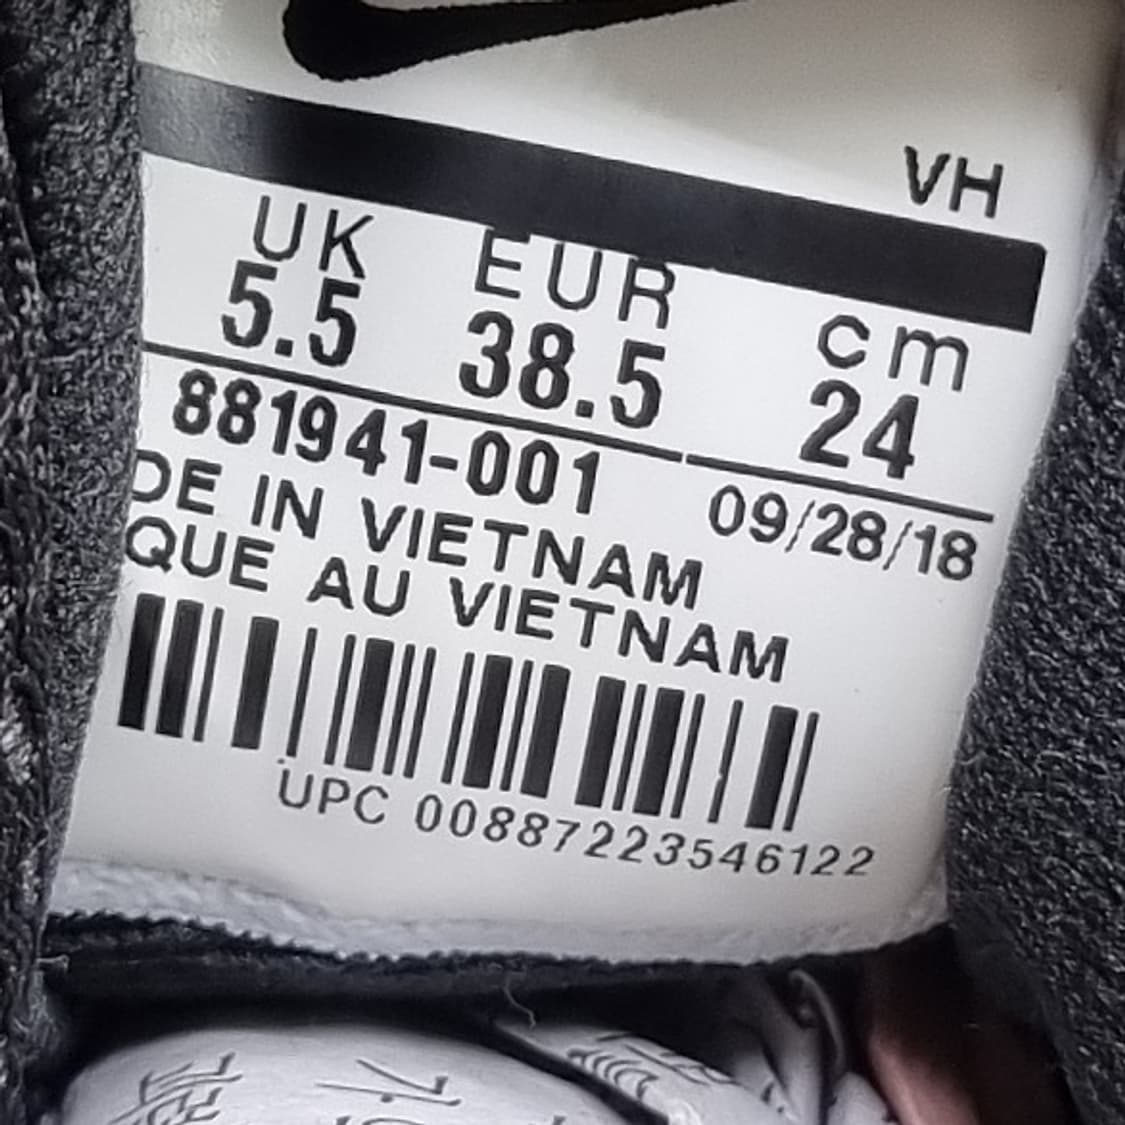 VH
UK EUR cm
5.5 38.5 24
881941-001 09/28/18
DE IN VIETNAM
QUE AU VIETNAM
UPC 00887223546122